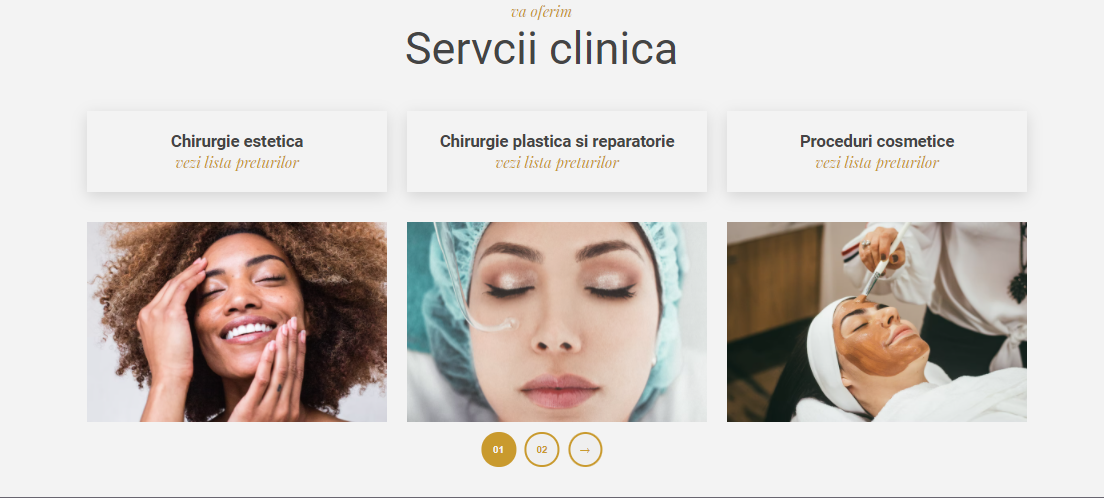 va oferim
Servcii clinica
Chirurgie estetica
vezi lista preturilor
Chirurgie plastica si reparatorie
vezi lista preturilor
Proceduri cosmetice
vezi lista preturilor
01 02 →